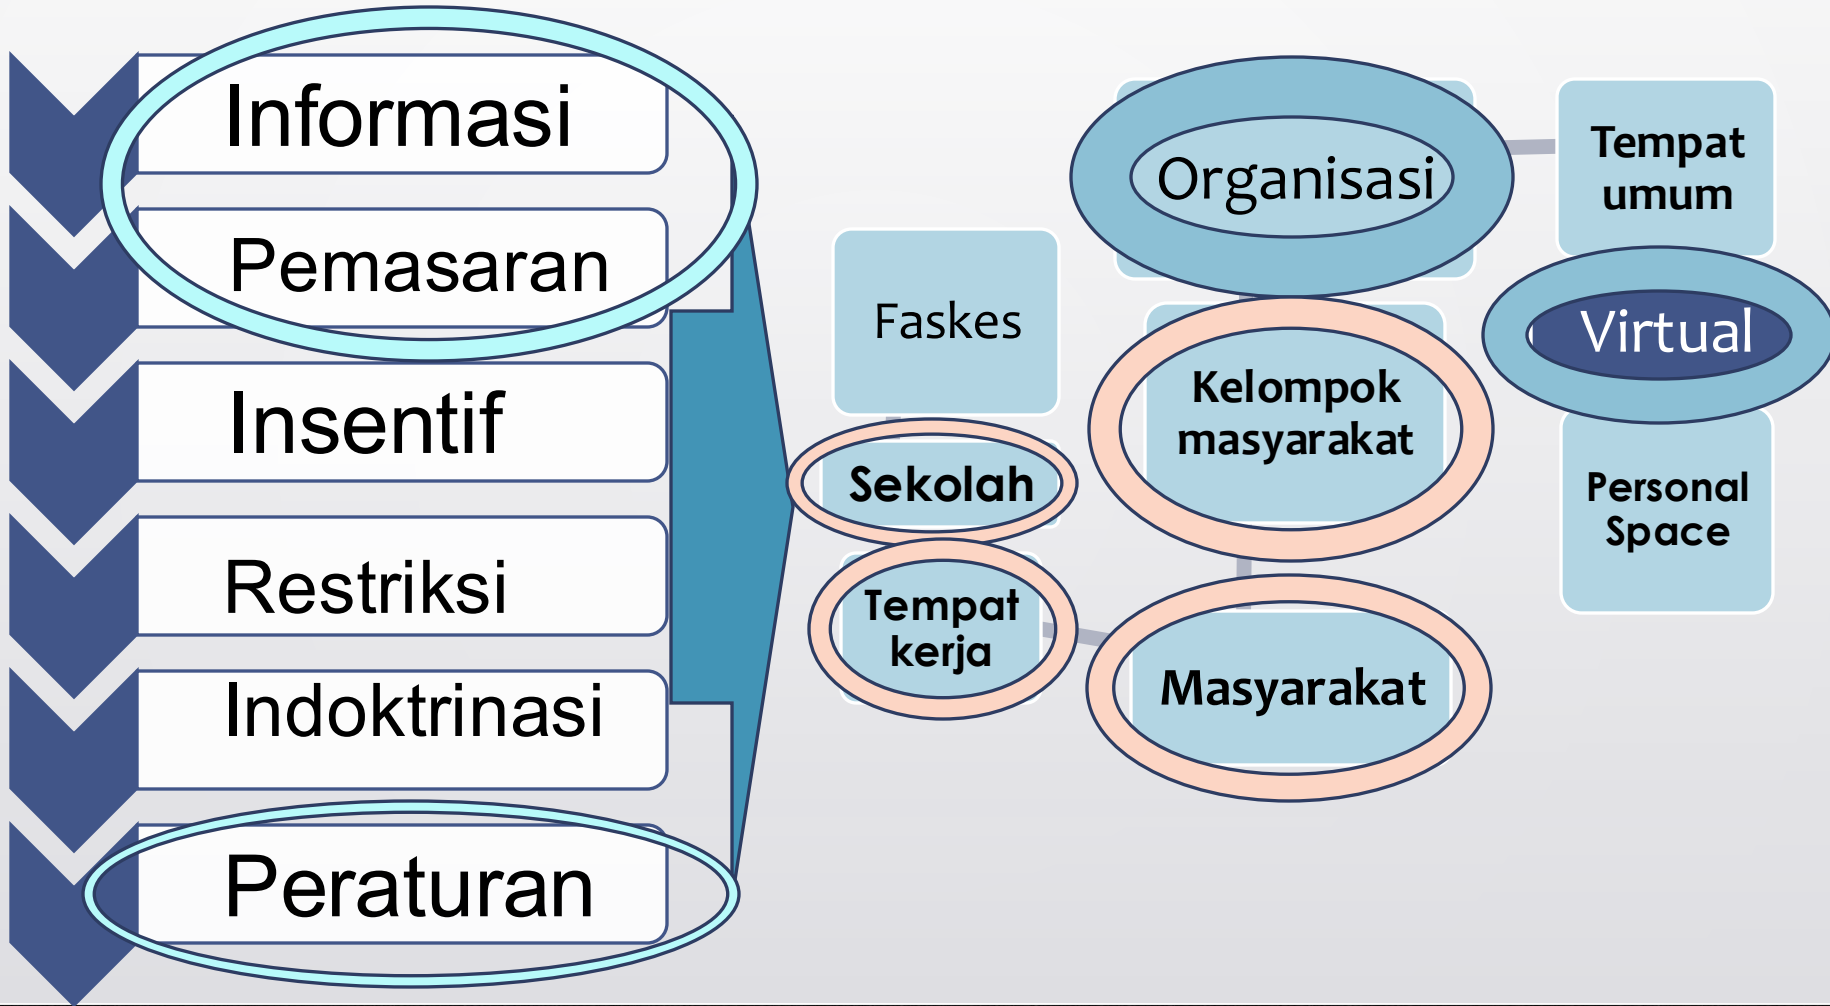 Informasi
Pemasaran
Insentif
Restriksi
Indoktrinasi
Peraturan
Faskes
Sekolah
Tempat
kerja
Organisasi
Kelompok
masyarakat
Masyarakat
Tempat
umum
Virtual
Personal
Space